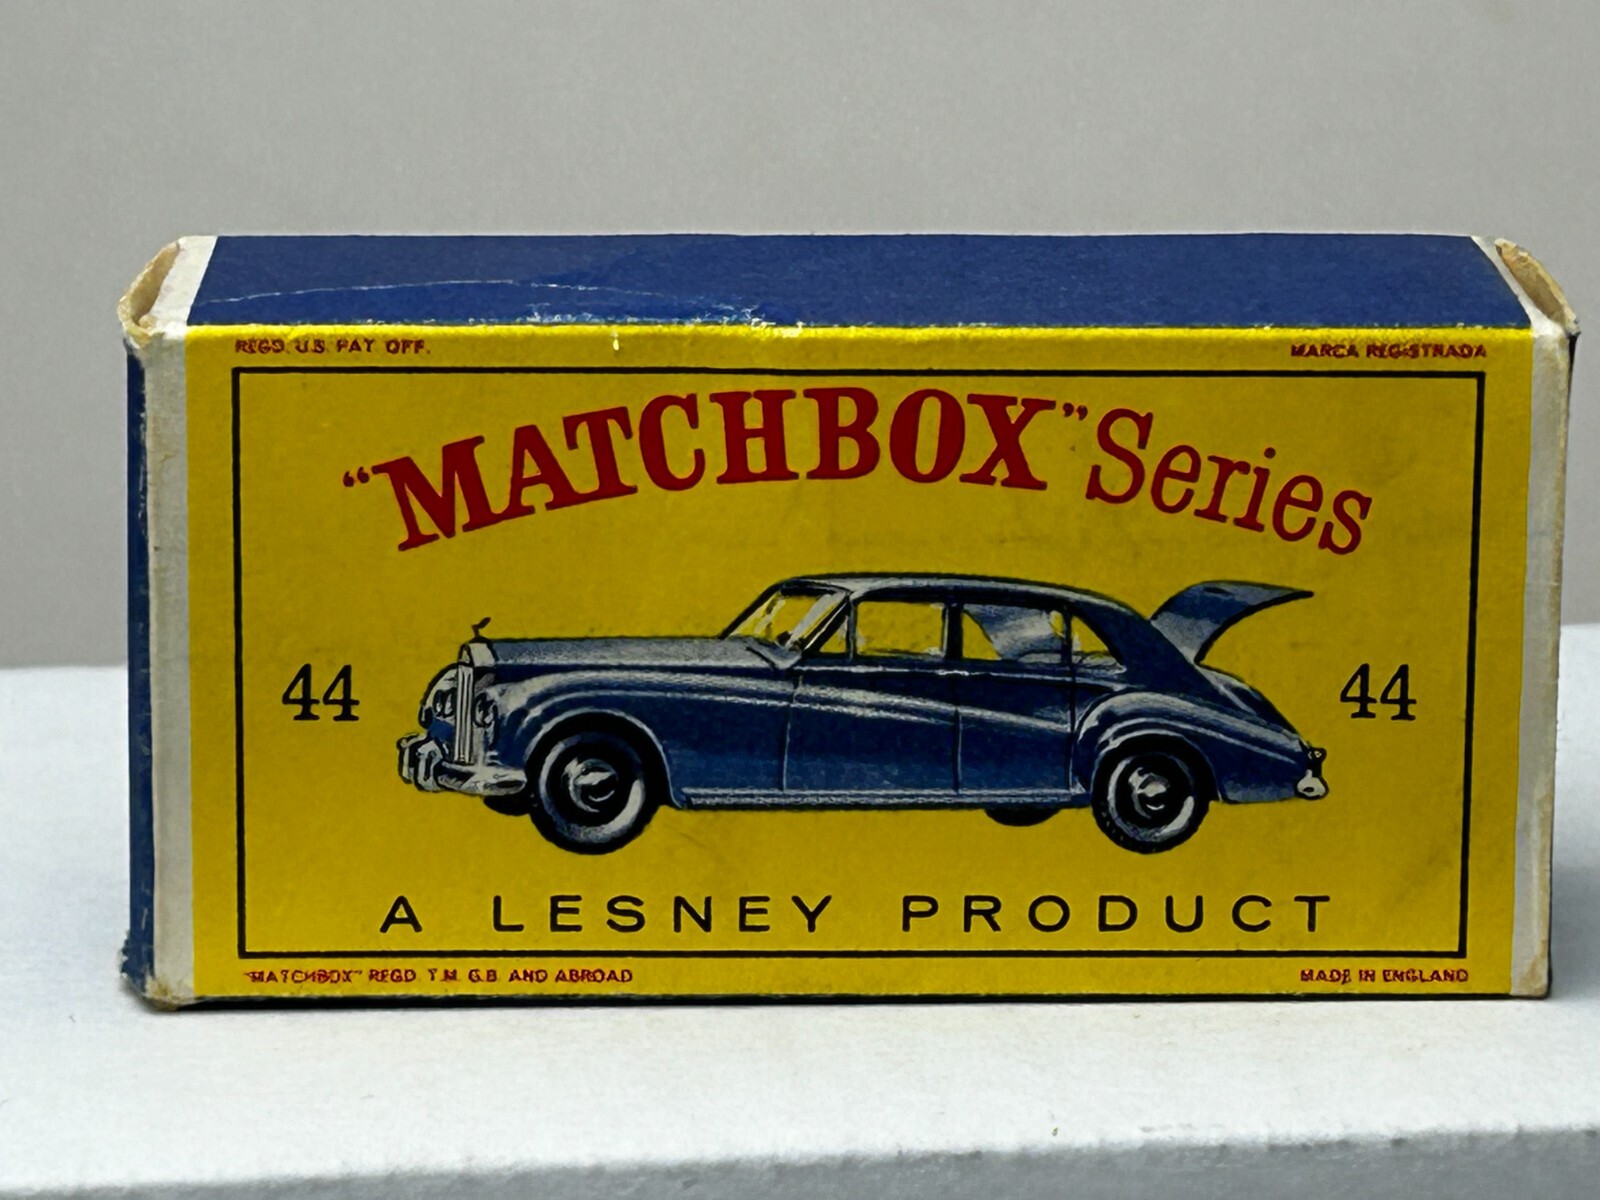 REGD. U.S. PAT. OFF.
MARCA REGISTRADA
"MATCHBOX" Series
44
44
A LESNEY PRODUCT
"MATCHBOX" REGD. T.M. G.B. AND ABROAD
MADE IN ENGLAND